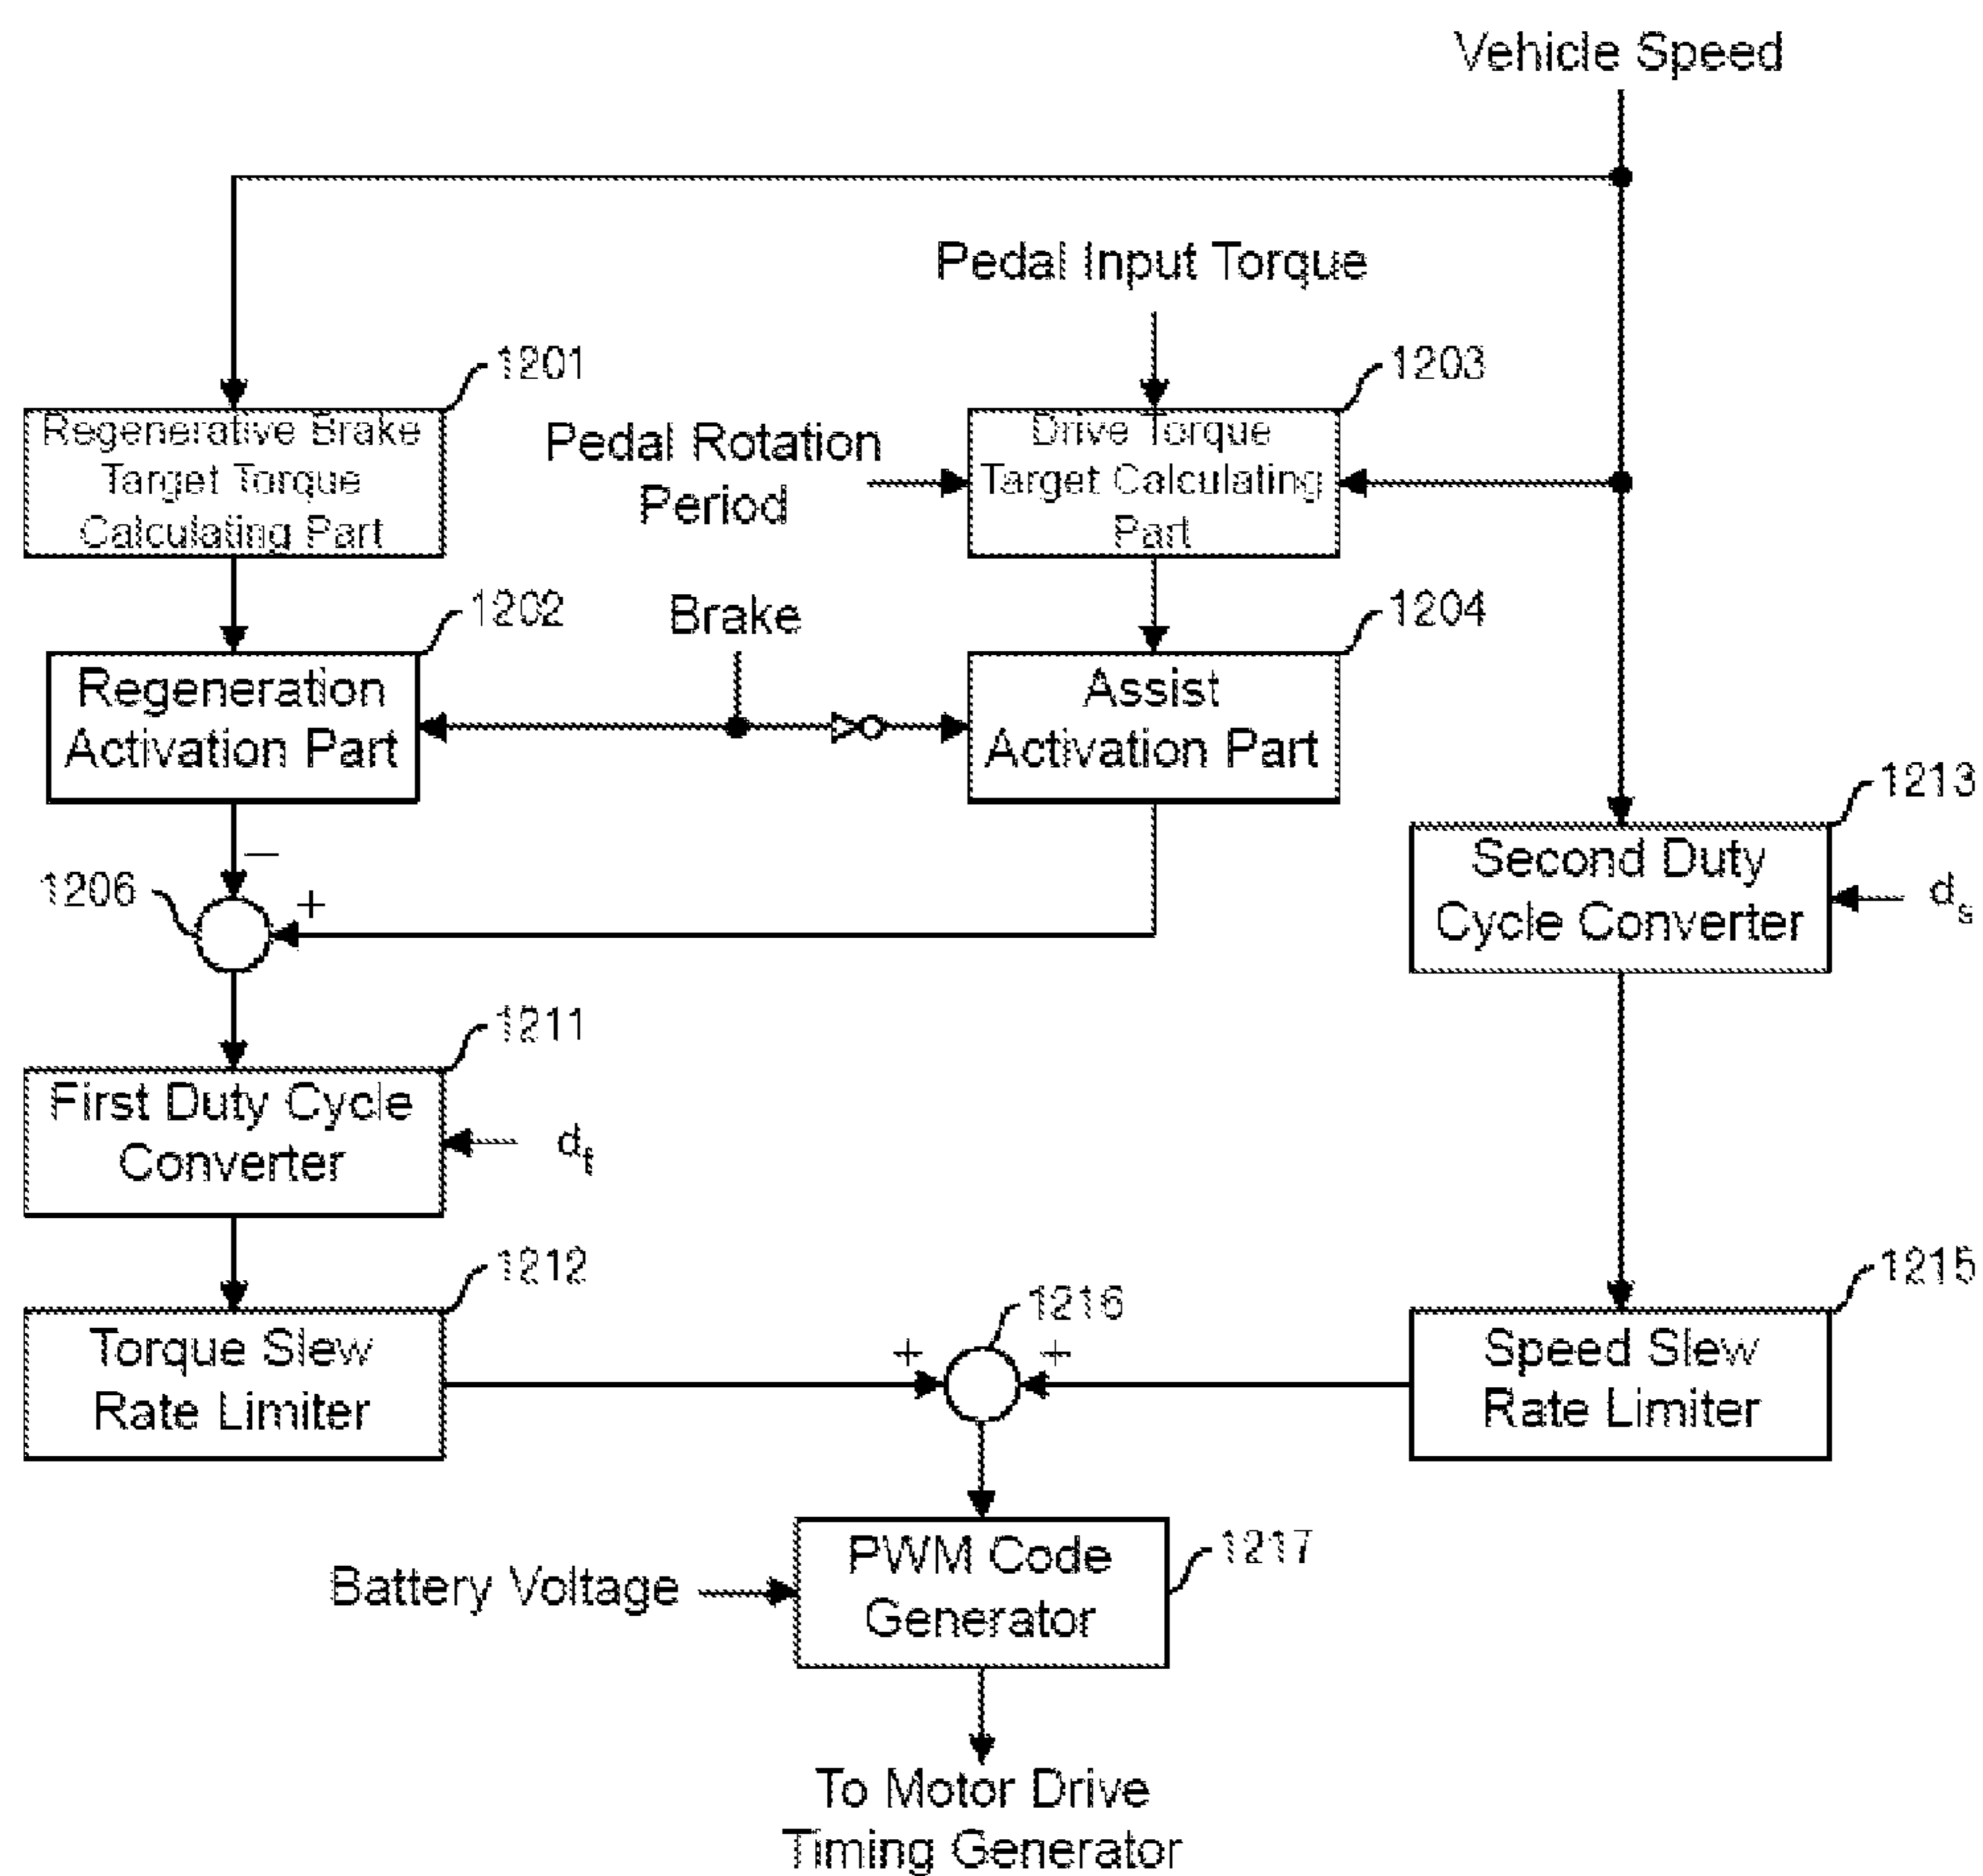 Vehicle Speed
Pedal Input Torque
1201
1203
Regenerative Brake
Target Torque
Calculating Part
Pedal Rotation
Period
Drive Torque
Target Calculating
Part
1202
Brake
1204
Regeneration
Activation Part
Assist
Activation Part
1213
Second Duty
Cycle Converter
d_s
−
1206
+
1211
First Duty Cycle
Converter
d_f
1212
1216
1215
Torque Slew
Rate Limiter
+
+
Speed Slew
Rate Limiter
1217
PWM Code
Generator
Battery Voltage
To Motor Drive
Timing Generator